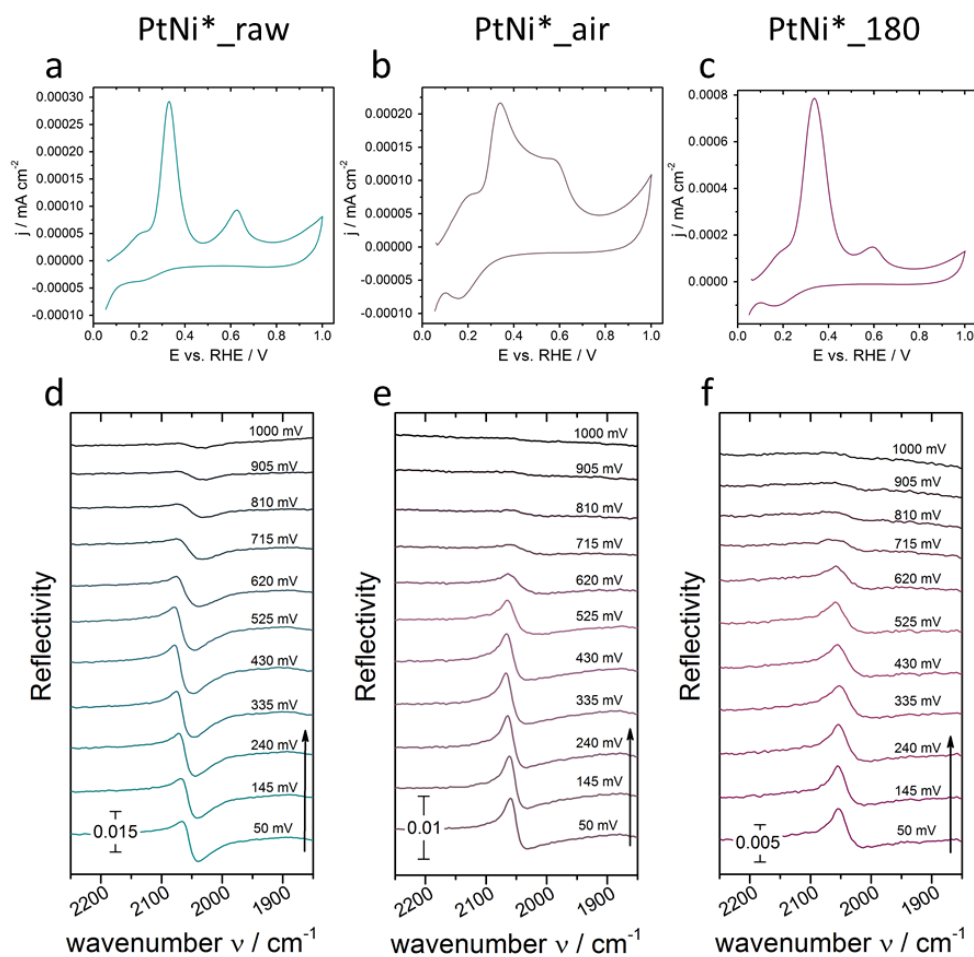 PtNi*_raw PtNi*_air PtNi*_180
a b c
0.00030
0.00025
0.00020
0.00015
0.00010
0.00005
0.00000
-0.00005
-0.00010
j / mA cm-2
0.0 0.2 0.4 0.6 0.8 1.0
E vs. RHE / V
0.00020
0.00015
0.00010
0.00005
0.00000
-0.00005
-0.00010
j / mA cm-2
0.0 0.2 0.4 0.6 0.8 1.0
E vs. RHE / V
0.0008
0.0006
0.0004
-0.0002
0.0000
j / mA cm-2
0.0 0.2 0.4 0.6 0.8 1.0
E vs. RHE / V
d e f
1000 mV
905 mV
810 mV
715 mV
620 mV
525 mV
430 mV
335 mV
240 mV
145 mV
50 mV
0.015
Reflectivity
2200 2100 2000 1900
wavenumber ν / cm-1
1000 mV
905 mV
810 mV
715 mV
620 mV
525 mV
430 mV
335 mV
240 mV
145 mV
50 mV
0.01
Reflectivity
2200 2100 2000 1900
wavenumber ν / cm-1
1000 mV
905 mV
810 mV
715 mV
620 mV
525 mV
430 mV
335 mV
240 mV
145 mV
50 mV
0.005
Reflectivity
2200 2100 2000 1900
wavenumber ν / cm-1